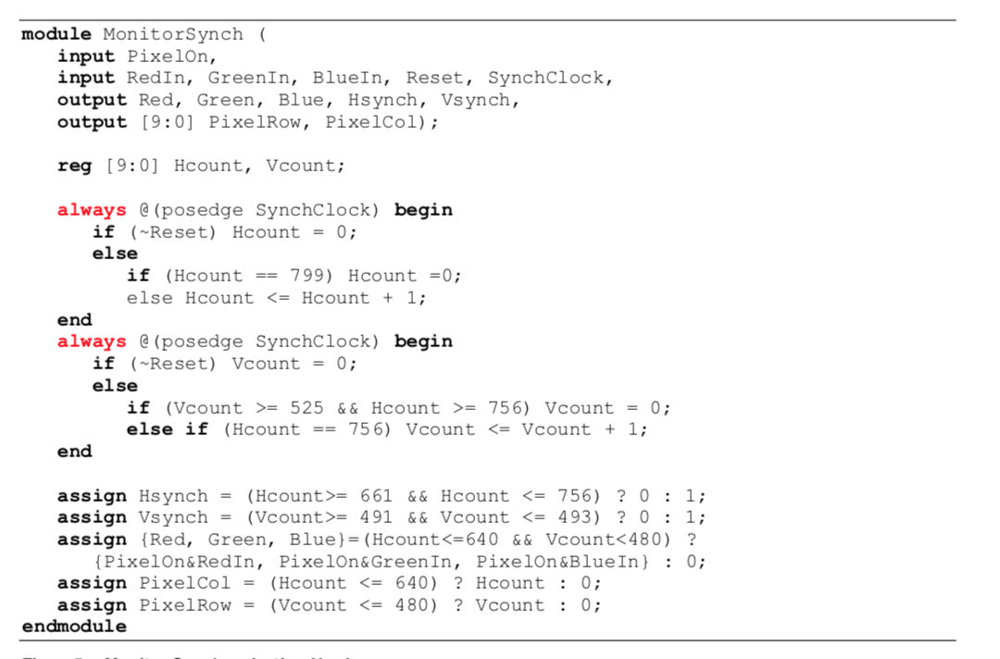 module MonitorSynch (
input PixelOn,
input RedIn, GreenIn, BlueIn, Reset, SynchClock,
output Red, Green, Blue, Hsynch, Vsynch,
output [9:0] PixelRow, PixelCol);
reg [9:0] Hcount, Vcount;
always @(posedge SynchClock) begin
if (~Reset) Hcount = 0;
else
if (Hcount == 799) Hcount =0;
else Hcount <= Hcount + 1;
end
always @(posedge SynchClock) begin
if (~Reset) Vcount = 0;
else
if (Vcount >= 525 && Hcount >= 756) Vcount = 0;
else if (Hcount == 756) Vcount <= Vcount + 1;
end
assign Hsynch = (Hcount>= 661 && Hcount <= 756) ? 0 : 1;
assign Vsynch = (Vcount>= 491 && Vcount <= 493) ? 0 : 1;
assign {Red, Green, Blue}=(Hcount<=640 && Vcount<480) ?
{PixelOn&RedIn, PixelOn&GreenIn, PixelOn&BlueIn} : 0;
assign PixelCol = (Hcount <= 640) ? Hcount : 0;
assign PixelRow = (Vcount <= 480) ? Vcount : 0;
endmodule